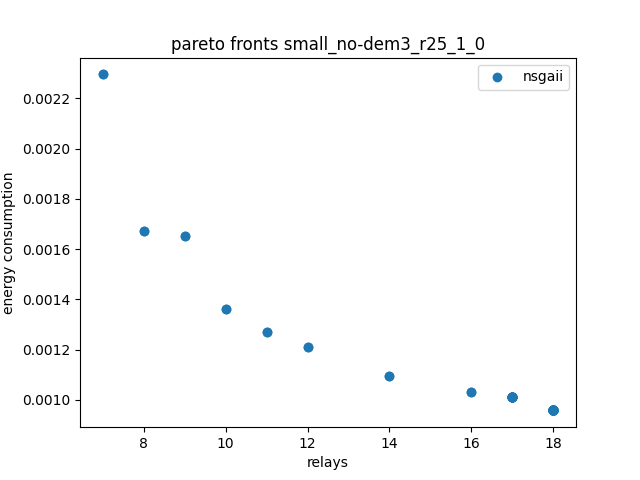 pareto fronts small_no-dem3_r25_1_0
nsgaii
energy consumption
0.0022
0.0020
0.0018
0.0016
0.0014
0.0012
0.0010
8 10 12 14 16 18
relays